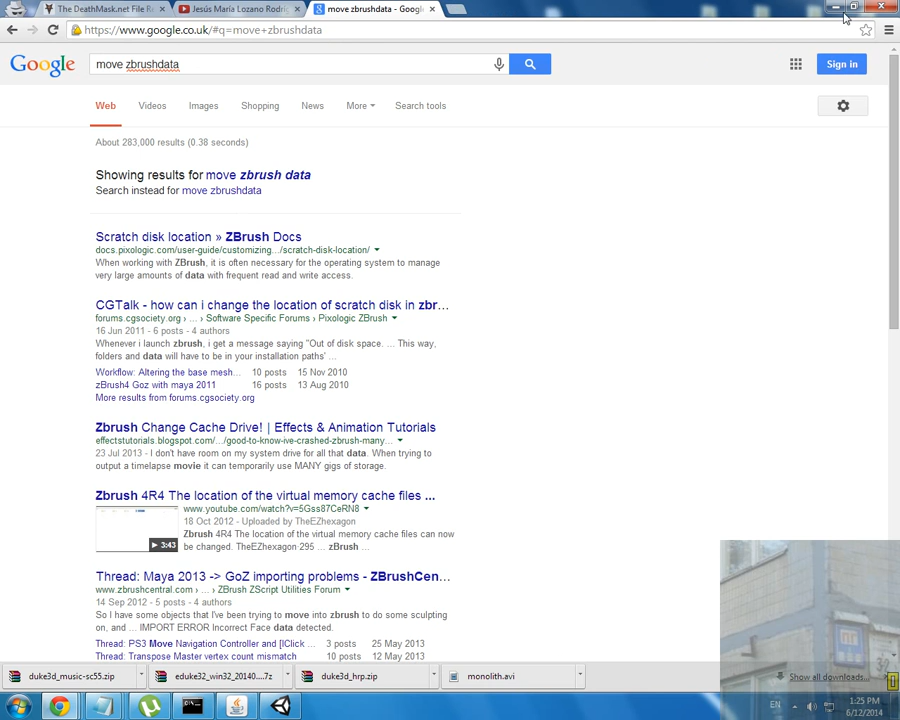 The DeathMask.net File R
Jesús María Lozano Rodríg
move zbrushdata - Google
https://www.google.co.uk/#q=move+zbrushdata
Google
move zbrushdata
Sign in
Web Videos Images Shopping News More Search tools
About 283,000 results (0.38 seconds)
Showing results for move zbrush data
Search instead for move zbrushdata
Scratch disk location » ZBrush Docs
docs.pixologic.com/user-guide/customizing.../scratch-disk-location/
When working with ZBrush, it is often necessary for the operating system to manage
very large amounts of data with frequent read and write access.
CGTalk - how can i change the location of scratch disk in zbr...
forums.cgsociety.org › ... › Software Specific Forums › Pixologic ZBrush
16 Jun 2011 - 6 posts - 4 authors
Whenever i launch zbrush, i get a message saying "Out of disk space. ... This way,
folders and data will have to be in your installation paths' ...
Workflow: Altering the base mesh... 10 posts 15 Nov 2010
zBrush4 Goz with maya 2011 16 posts 13 Aug 2010
More results from forums.cgsociety.org
Zbrush Change Cache Drive! | Effects & Animation Tutorials
effectstutorials.blogspot.com/.../good-to-know-ive-crashed-zbrush-many...
23 Jul 2013 - I don't have room on my system drive for all that data. When trying to
output a timelapse movie it can temporarily use MANY gigs of storage.
Zbrush 4R4 The location of the virtual memory cache files ...
www.youtube.com/watch?v=5Gss87CeRN8
18 Oct 2012 - Uploaded by TheEZhexagon
Zbrush 4R4 The location of the virtual memory cache files can now
be changed. TheEZhexagon·295 ... zBrush ...
3:43
Thread: Maya 2013 -> GoZ importing problems - ZBrushCen...
www.zbrushcentral.com › ... › ZBrush ZScript Utilities Forum
14 Sep 2012 - 5 posts - 4 authors
So I have some objects that I've been trying to move into zbrush to do some sculpting
on, and ... IMPORT ERROR Incorrect Face data detected.
Thread: PS3 Move Navigation Controller and [lClick ... 3 posts 25 May 2013
Thread: Transpose Master vertex count mismatch 10 posts 12 May 2013
duke3d_music-sc55.zip
eduke32_win32_20140....7z
duke3d_hrp.zip
monolith.avi
Show all downloads...
EN
1:25 PM
6/12/2014